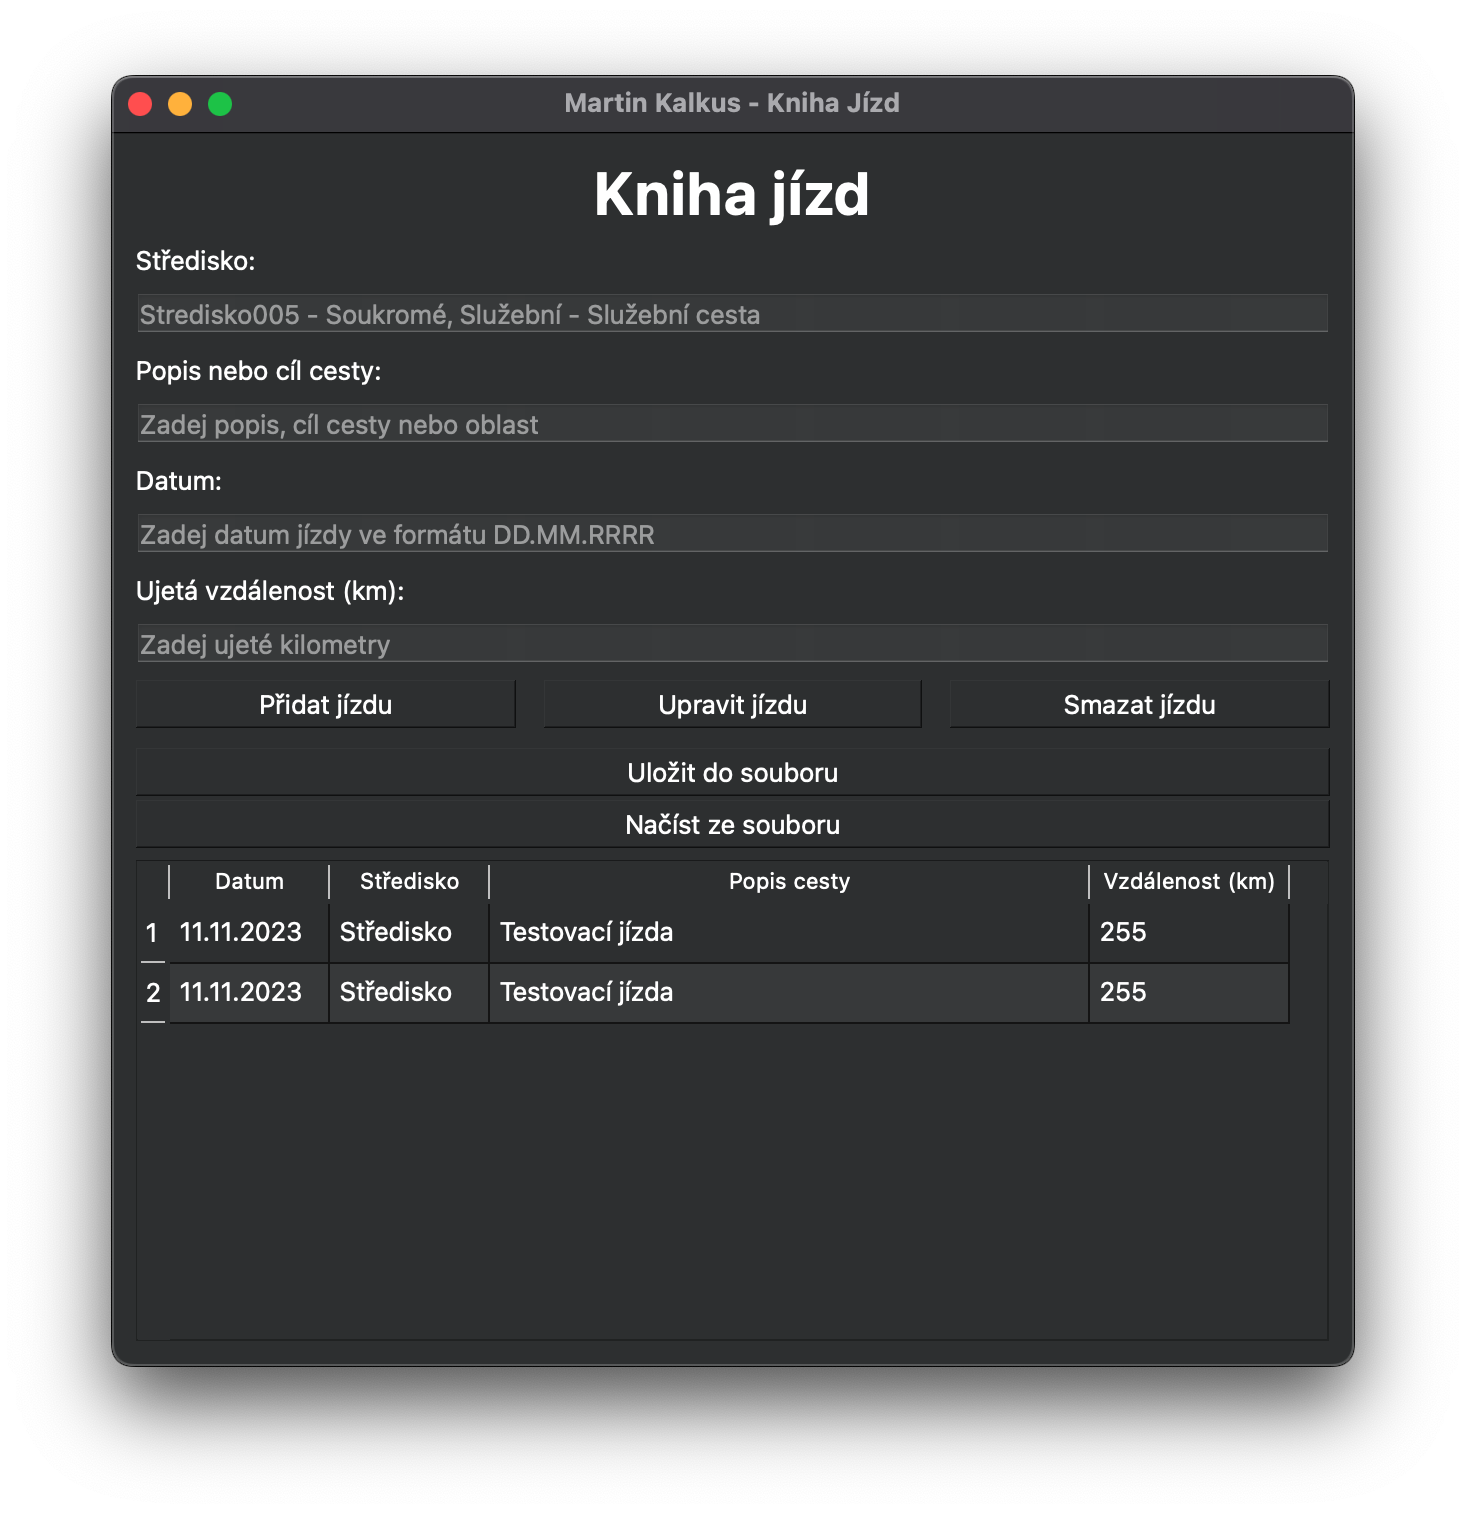 Martin Kalkus - Kniha Jízd
Kniha jízd
Středisko:
Stredisko005 - Soukromé, Služební - Služební cesta
Popis nebo cíl cesty:
Zadej popis, cíl cesty nebo oblast
Datum:
Zadej datum jízdy ve formátu DD.MM.RRRR
Ujetá vzdálenost (km):
Zadej ujeté kilometry
Přidat jízdu Upravit jízdu Smazat jízdu
Uložit do souboru
Načíst ze souboru
Datum Středisko Popis cesty Vzdálenost (km)
1 11.11.2023 Středisko Testovací jízda 255
2 11.11.2023 Středisko Testovací jízda 255